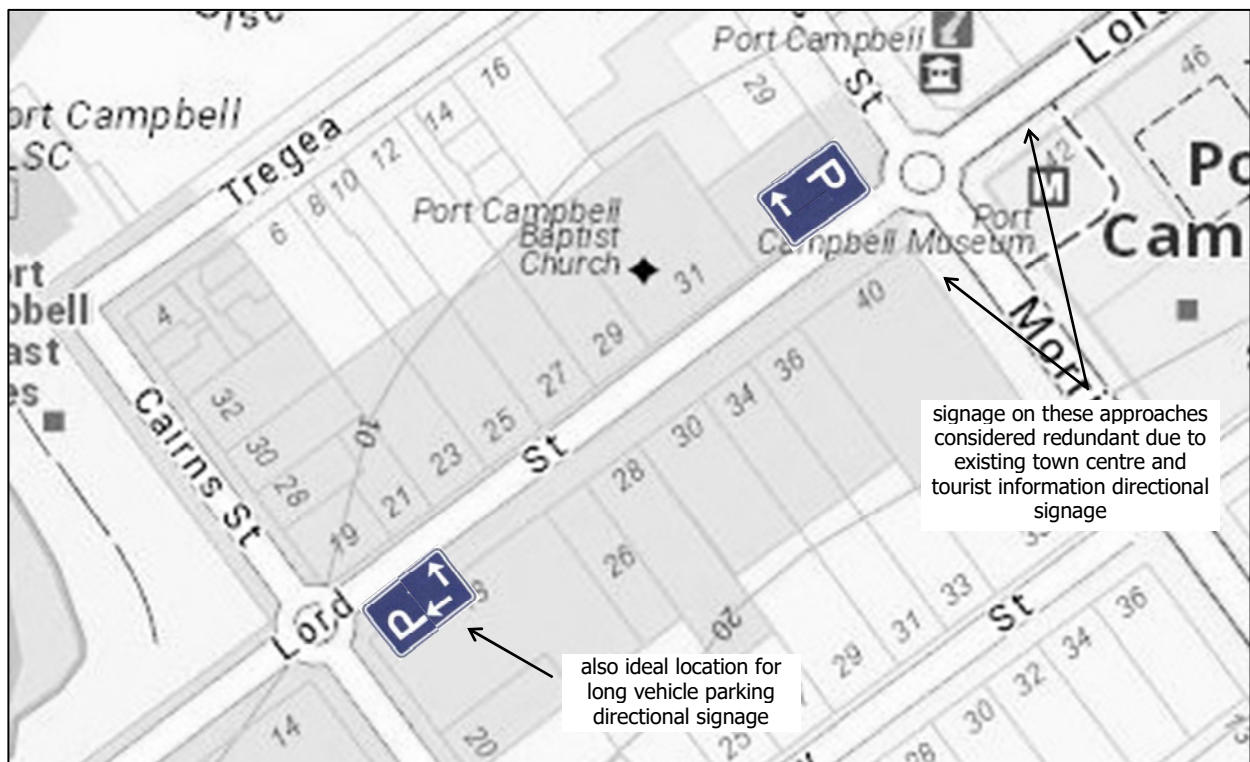 Port Campbell
St
Lord
46
16
29
14
12
10
8
6
4
ort Campbell
LSC
Tregea
P
42
M
Port
Campbell Museum
Port Campbell
Baptist
Church
31
40
29
27
25
23
21
19
32
30
28
10
Cairns St
St
36
34
30
28
26
20
Lord
P
14
20
signage on these approaches
considered redundant due to
existing town centre and
tourist information directional
signage
also ideal location for
long vehicle parking
directional signage
33
31
29
25
St
36
34
32
30
28